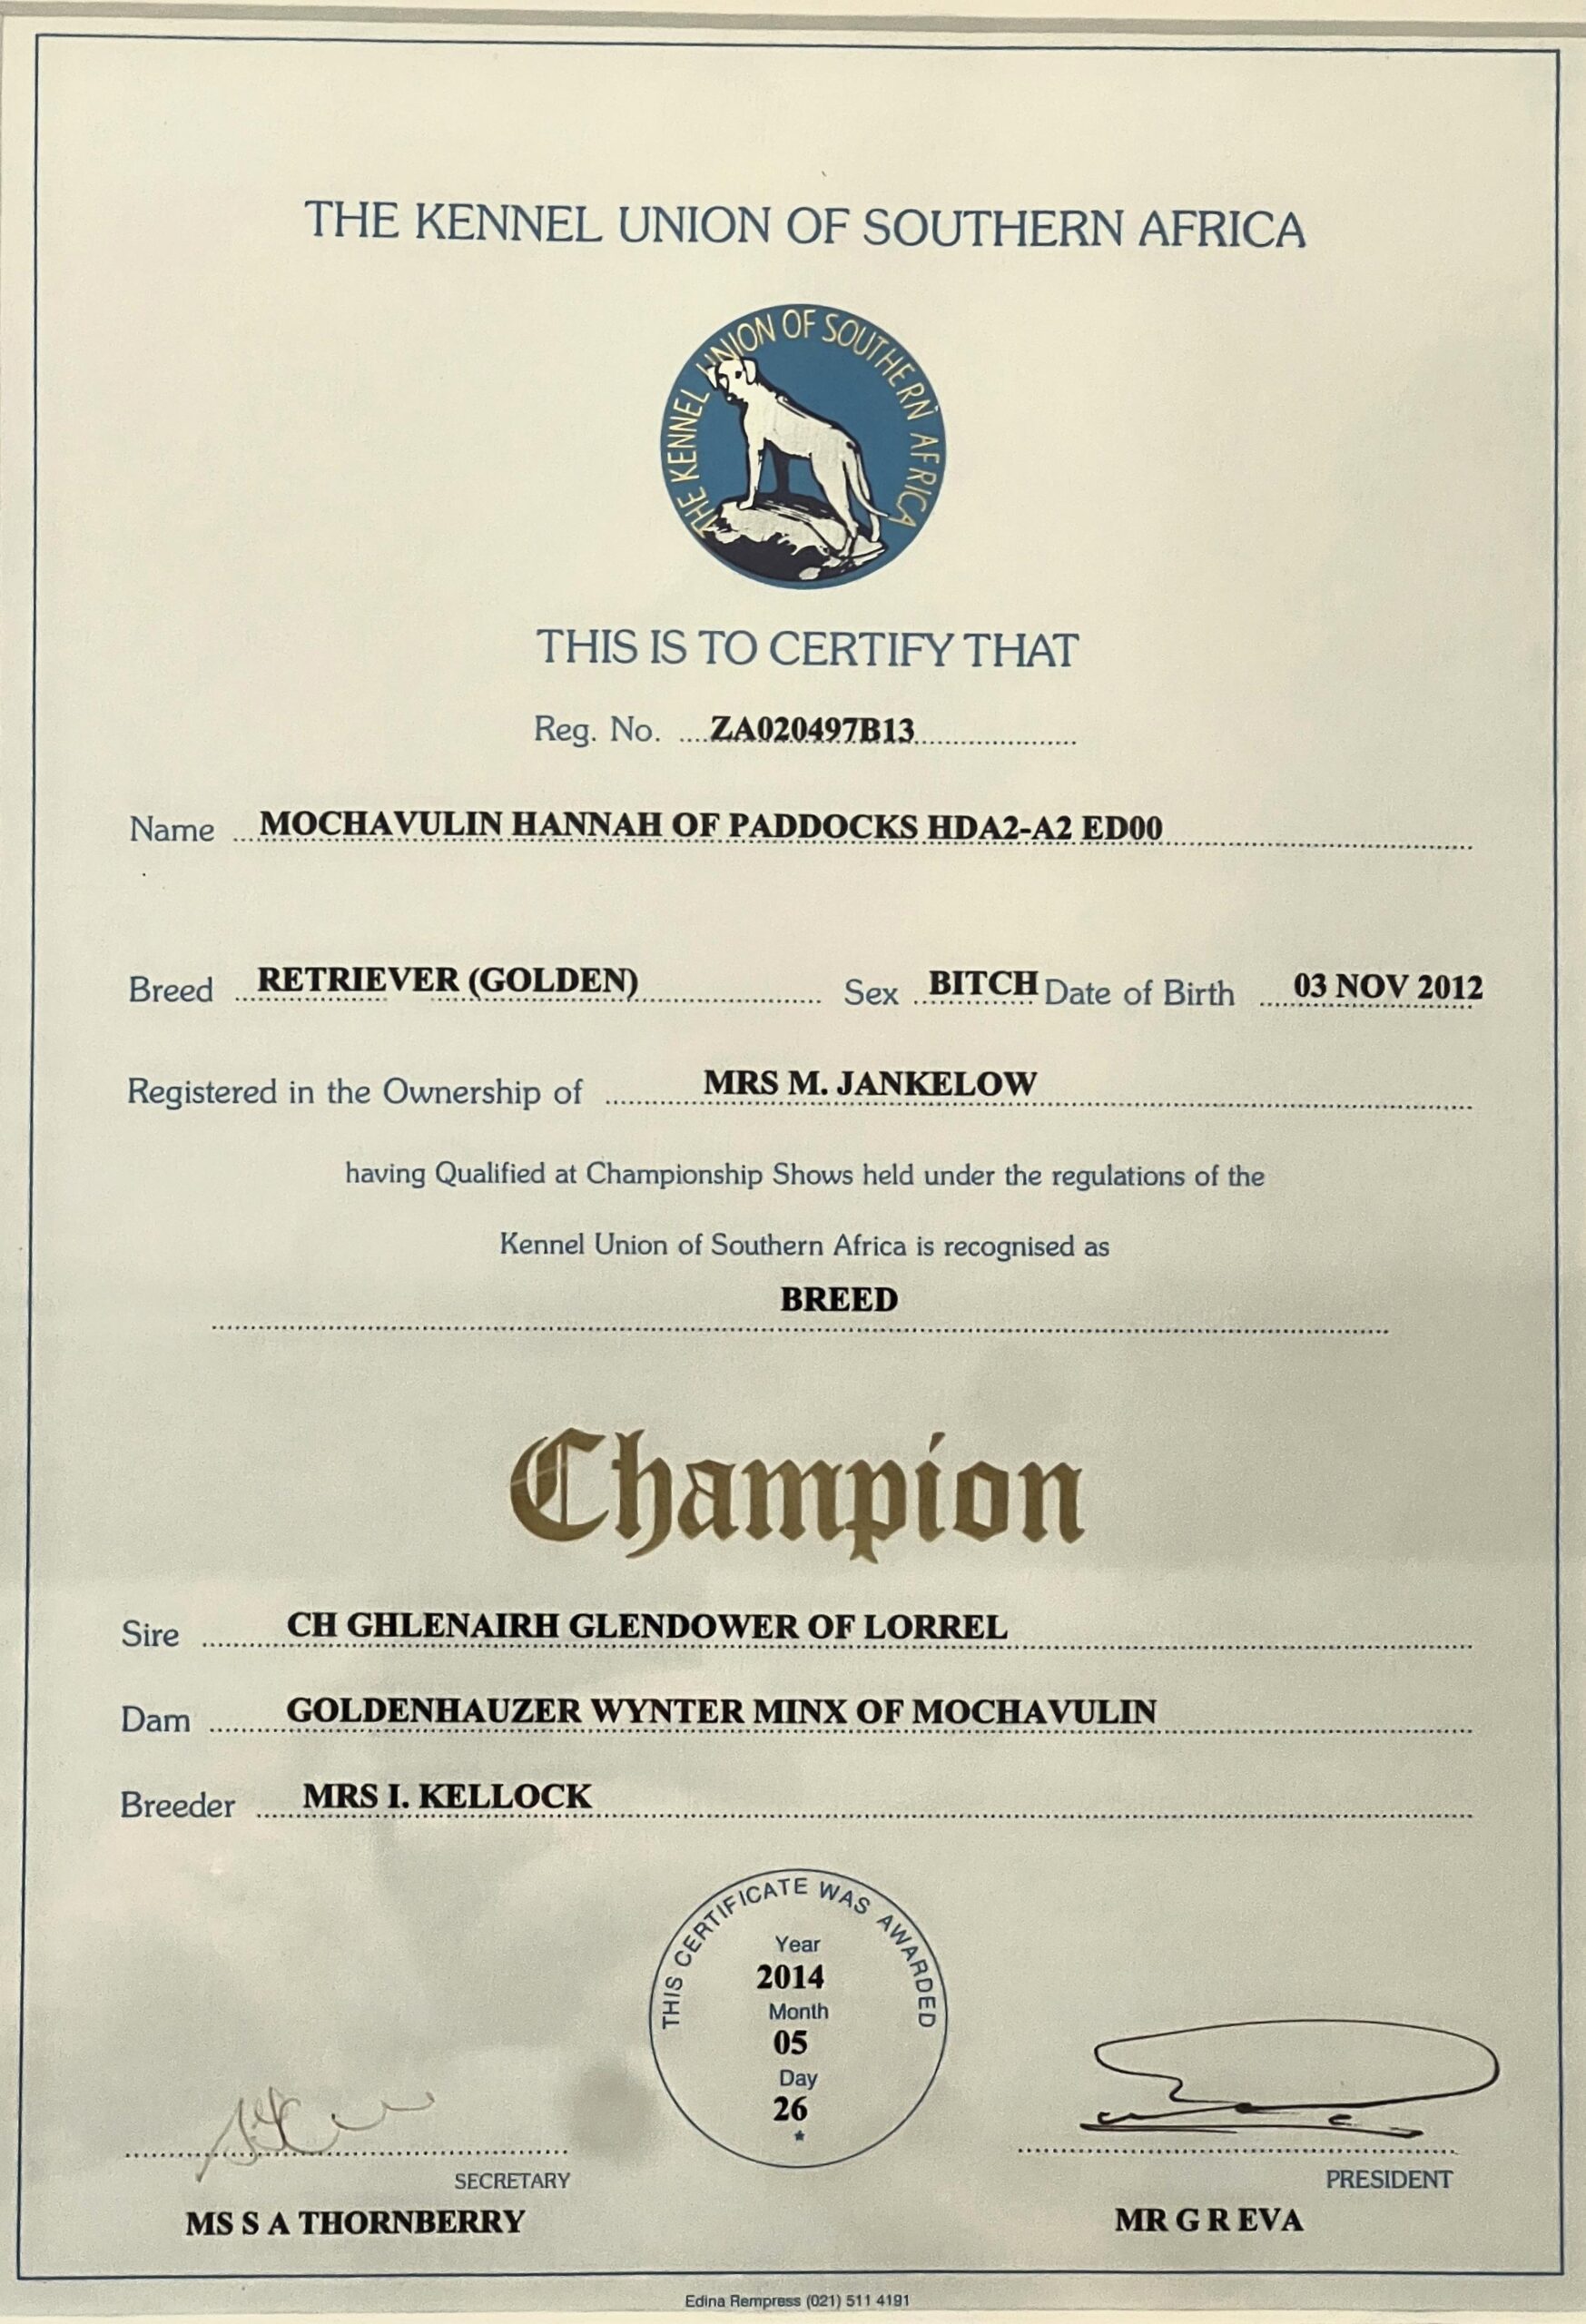 THE KENNEL UNION OF SOUTHERN AFRICA
THE KENNEL UNION OF SOUTHERN AFRICA
THIS IS TO CERTIFY THAT
Reg. No. ZA020497B13
Name MOCHAVULIN HANNAH OF PADDOCKS HDA2-A2 ED00
Breed RETRIEVER (GOLDEN) Sex BITCH Date of Birth 03 NOV 2012
Registered in the Ownership of MRS M. JANKELOW
having Qualified at Championship Shows held under the regulations of the
Kennel Union of Southern Africa is recognised as
BREED
Champion
Sire CH GHLENAIRH GLENDOWER OF LORREL
Dam GOLDENHAUZER WYNTER MINX OF MOCHAVULIN
Breeder MRS I. KELLOCK
THIS CERTIFICATE WAS AWARDED
Year
2014
Month
05
Day
26
SECRETARY
MS S A THORNBERRY
PRESIDENT
MR G R EVA
Edina Rempress (021) 511 4191